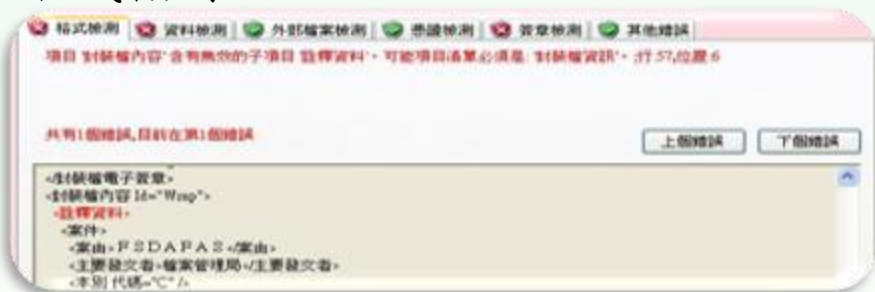 格式檢測 資料檢測 外部檔案檢測 憑證檢測 簽章檢測 其他錯誤
項目 '封裝檔內容' 含有無效的子項目 '詮釋資料'。可能項目清單必須是: '封裝檔資訊'。:行 57,位置 6
共有1個錯誤,目前在第1個錯誤
上個錯誤 下個錯誤
</封裝檔電子簽章>
<封裝檔內容 Id="Wrap">
<詮釋資料>
<案件>
<案由>ＦＳＤＡＦＡＳ</案由>
<主要發文者>檔案管理局</主要發文者>
<本別 代碼="C" />